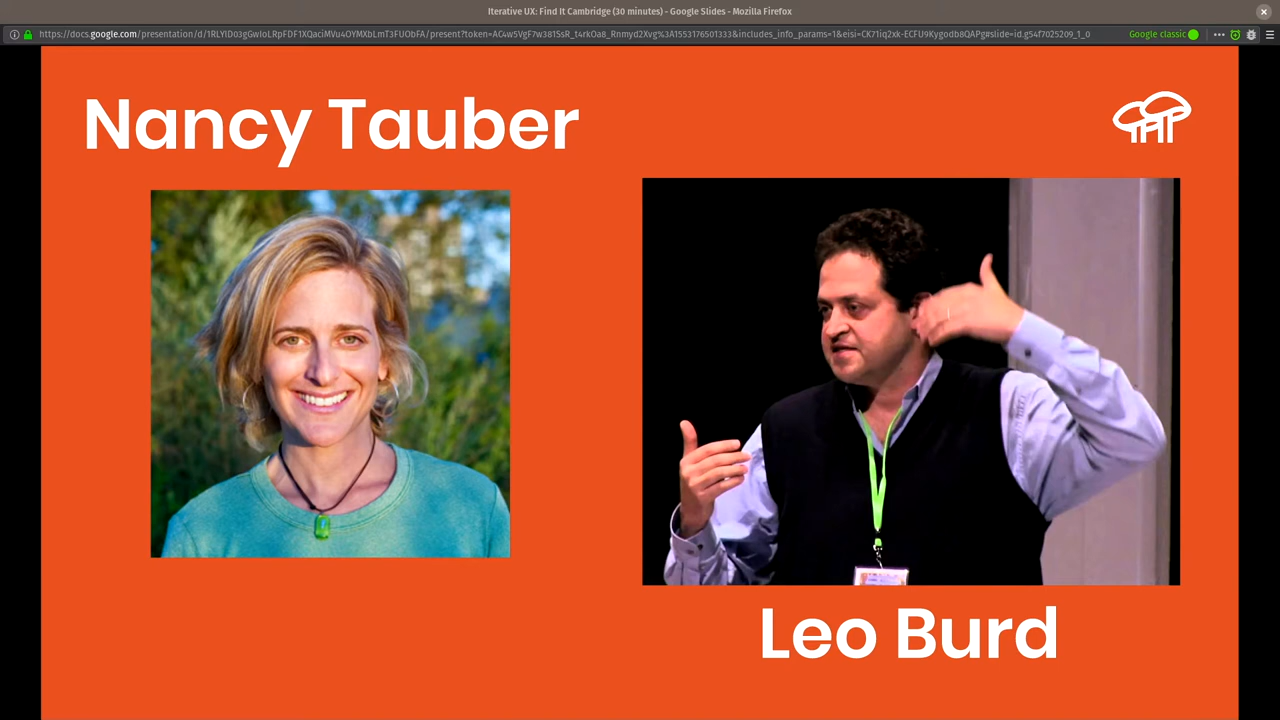 Iterative UX: Find It Cambridge (30 minutes) - Google Slides - Mozilla Firefox
https://docs.google.com/presentation/d/1RLYID03gGwIoLRpFDF1XQaciMVu4OYMXbLmT3FUObFA/present?token=AC4w5VgF7w3815sR_t4rkOa8_Rnmyd2Xvg%3A1553176501333&includes_info_params=1&eisi=CK71iq2xk-ECFU9Kygodb8QAPg#slide=id.g54f7025209_1_0
Google classic
Nancy Tauber
Leo Burd